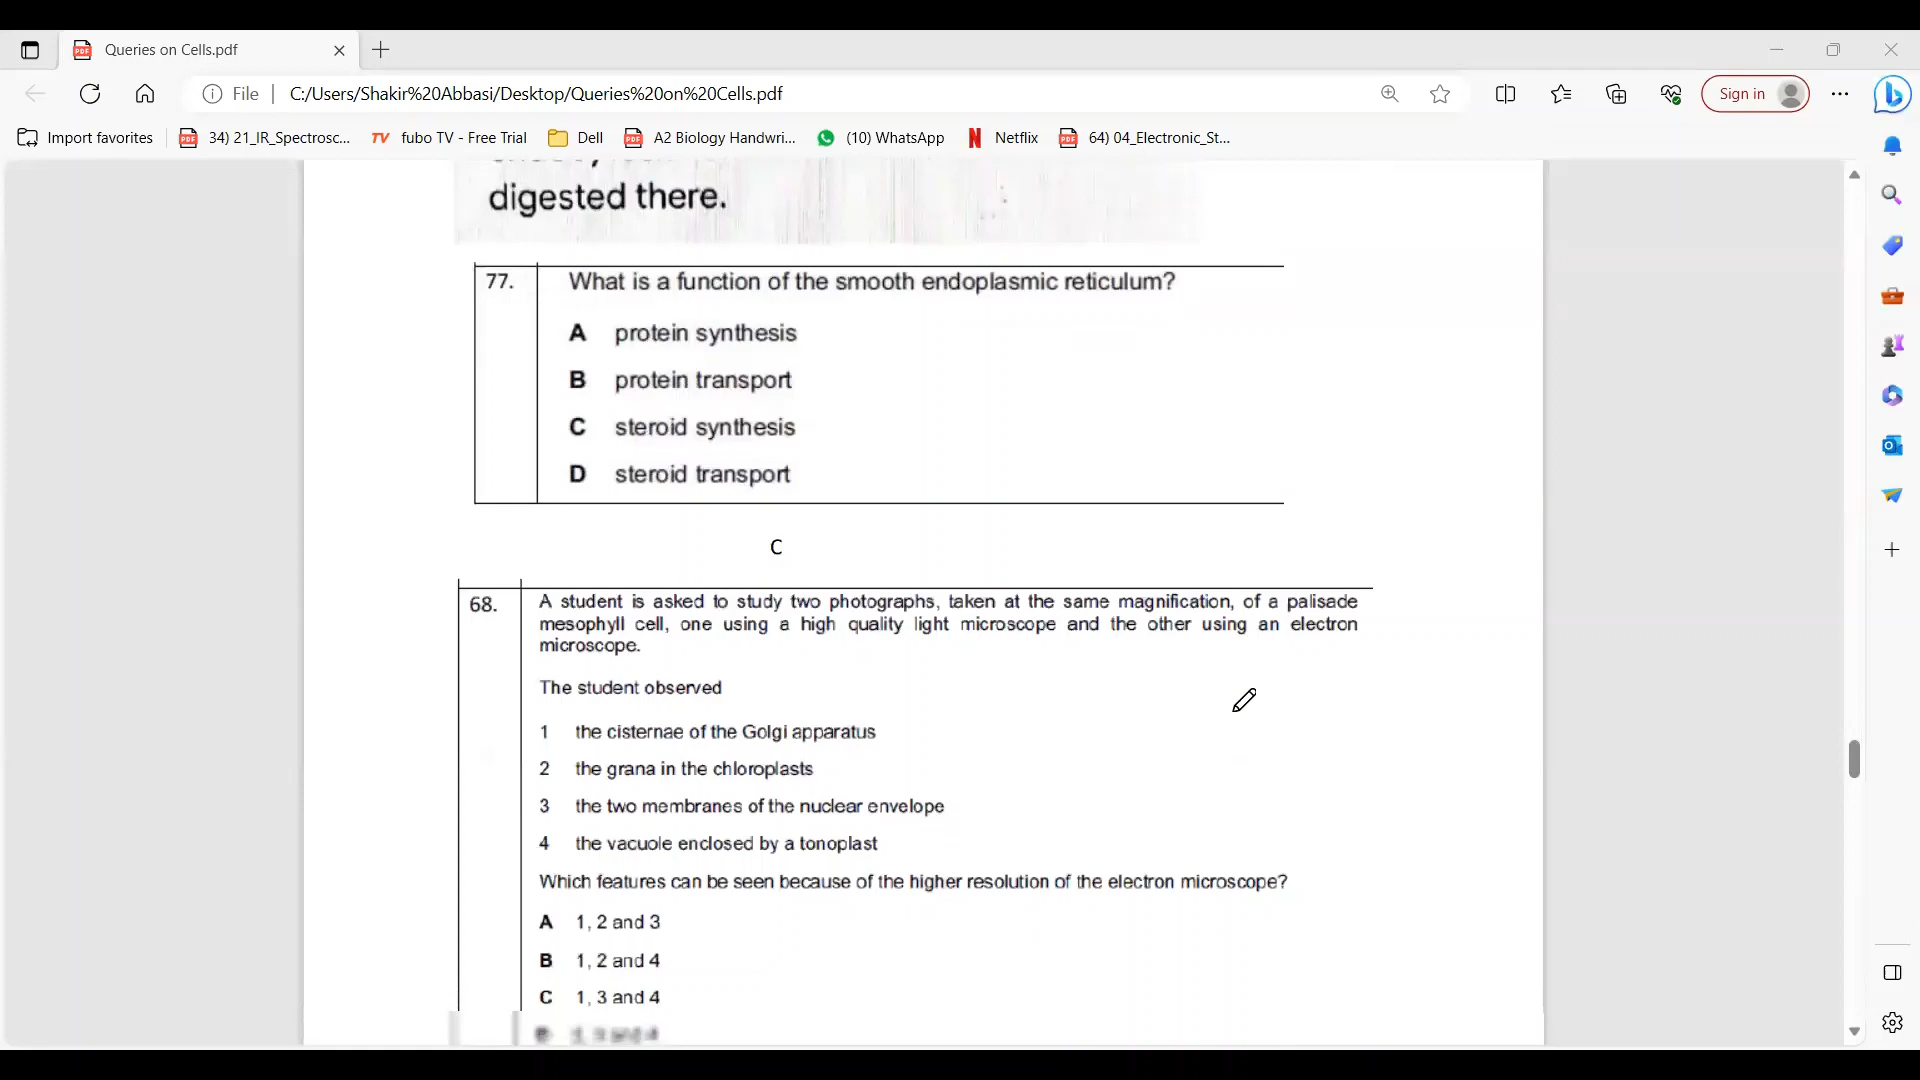 Queries on Cells.pdf
File
C:/Users/Shakir%20Abbasi/Desktop/Queries%20on%20Cells.pdf
Sign in
Import favorites
34) 21_IR_Spectrosc...
fubo TV - Free Trial
Dell
A2 Biology Handwri...
(10) WhatsApp
Netflix
64) 04_Electronic_St...
digested there.
77. What is a function of the smooth endoplasmic reticulum?
A protein synthesis
B protein transport
C steroid synthesis
D steroid transport
C
68. A student is asked to study two photographs, taken at the same magnification, of a palisade
mesophyll cell, one using a high quality light microscope and the other using an electron
microscope.
The student observed
1 the cisternae of the Golgi apparatus
2 the grana in the chloroplasts
3 the two membranes of the nuclear envelope
4 the vacuole enclosed by a tonoplast
Which features can be seen because of the higher resolution of the electron microscope?
A 1, 2 and 3
B 1, 2 and 4
C 1, 3 and 4